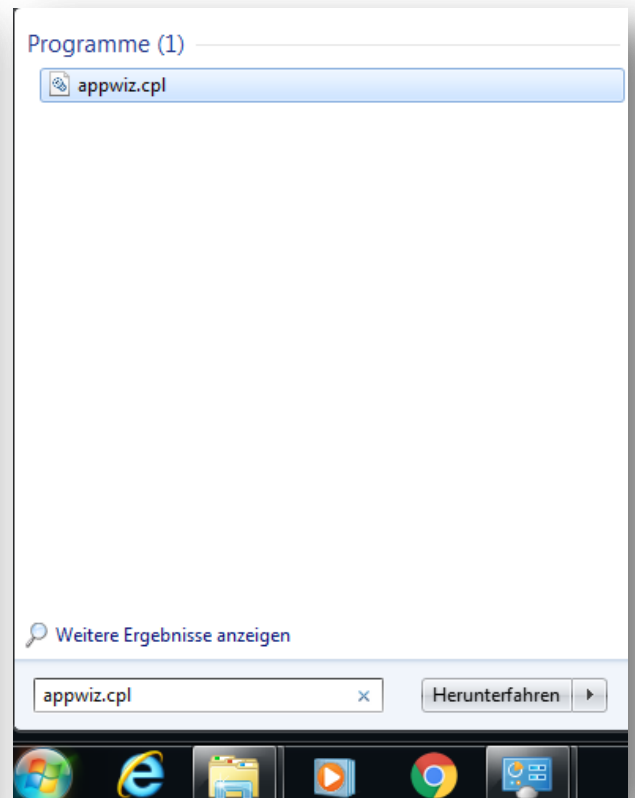 Programme (1)
appwiz.cpl
Weitere Ergebnisse anzeigen
appwiz.cpl
Herunterfahren